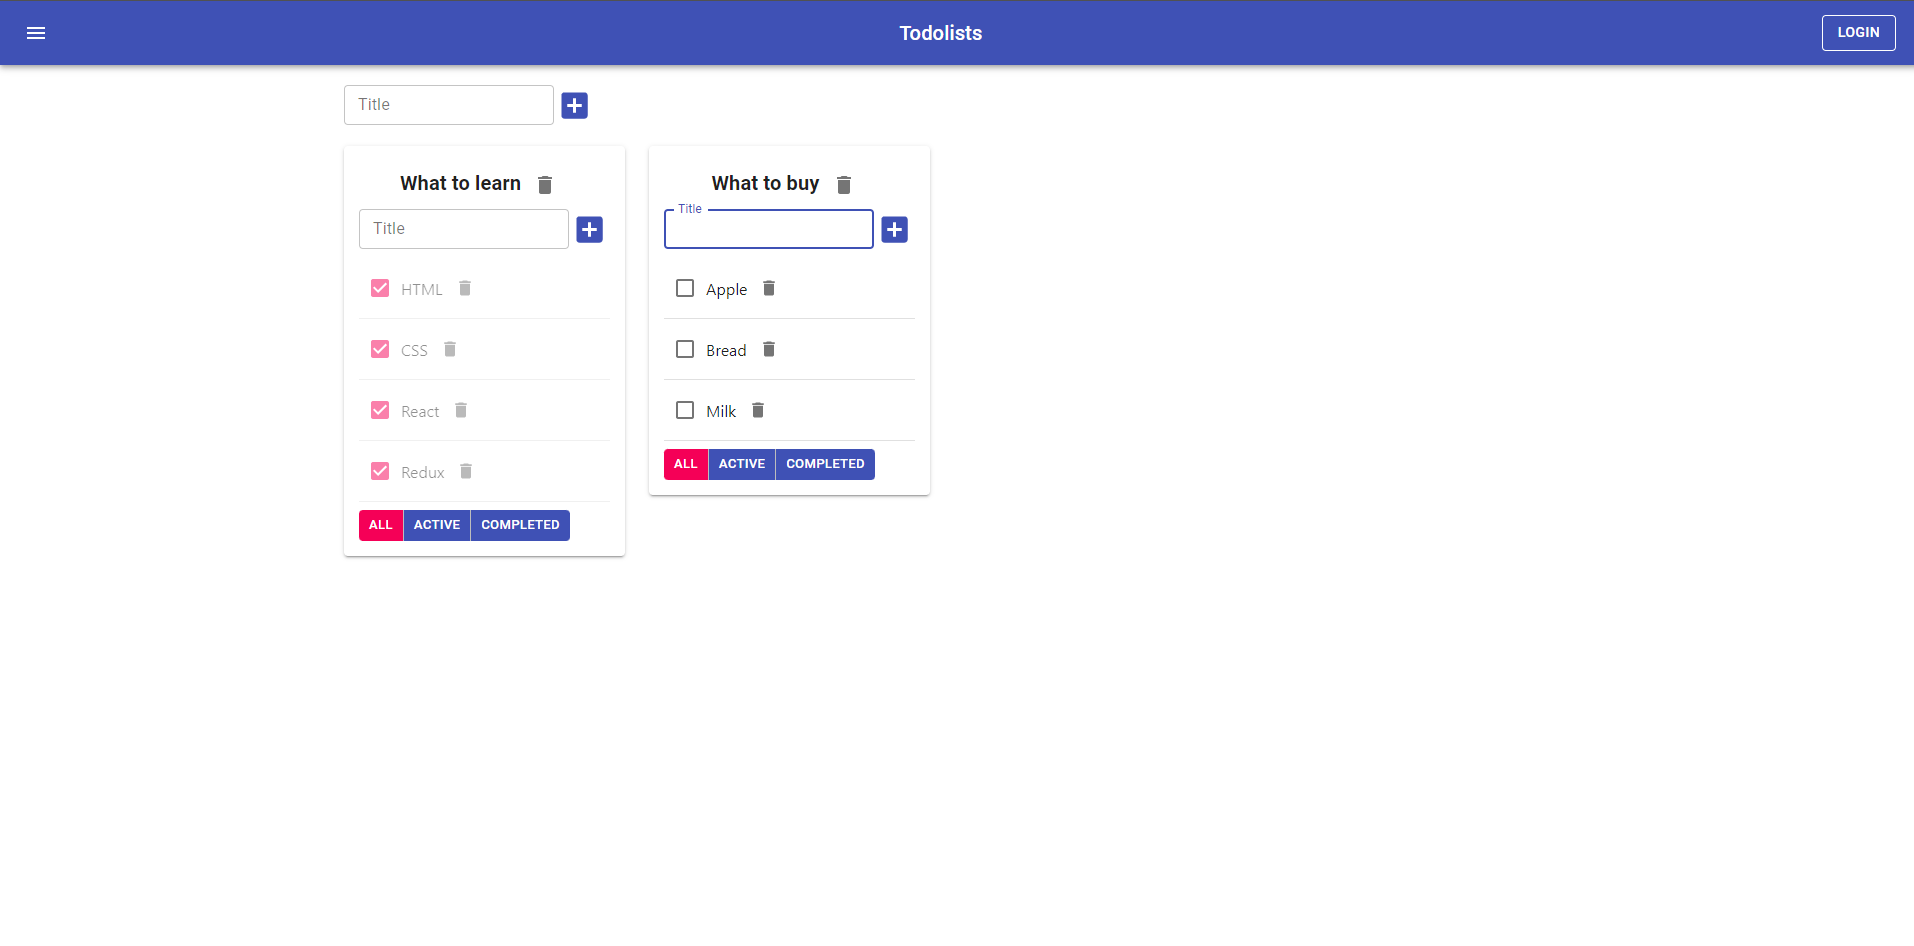 Todolists
LOGIN
Title
What to learn
Title
HTML
CSS
React
Redux
ALL ACTIVE COMPLETED
What to buy
Title
Apple
Bread
Milk
ALL ACTIVE COMPLETED